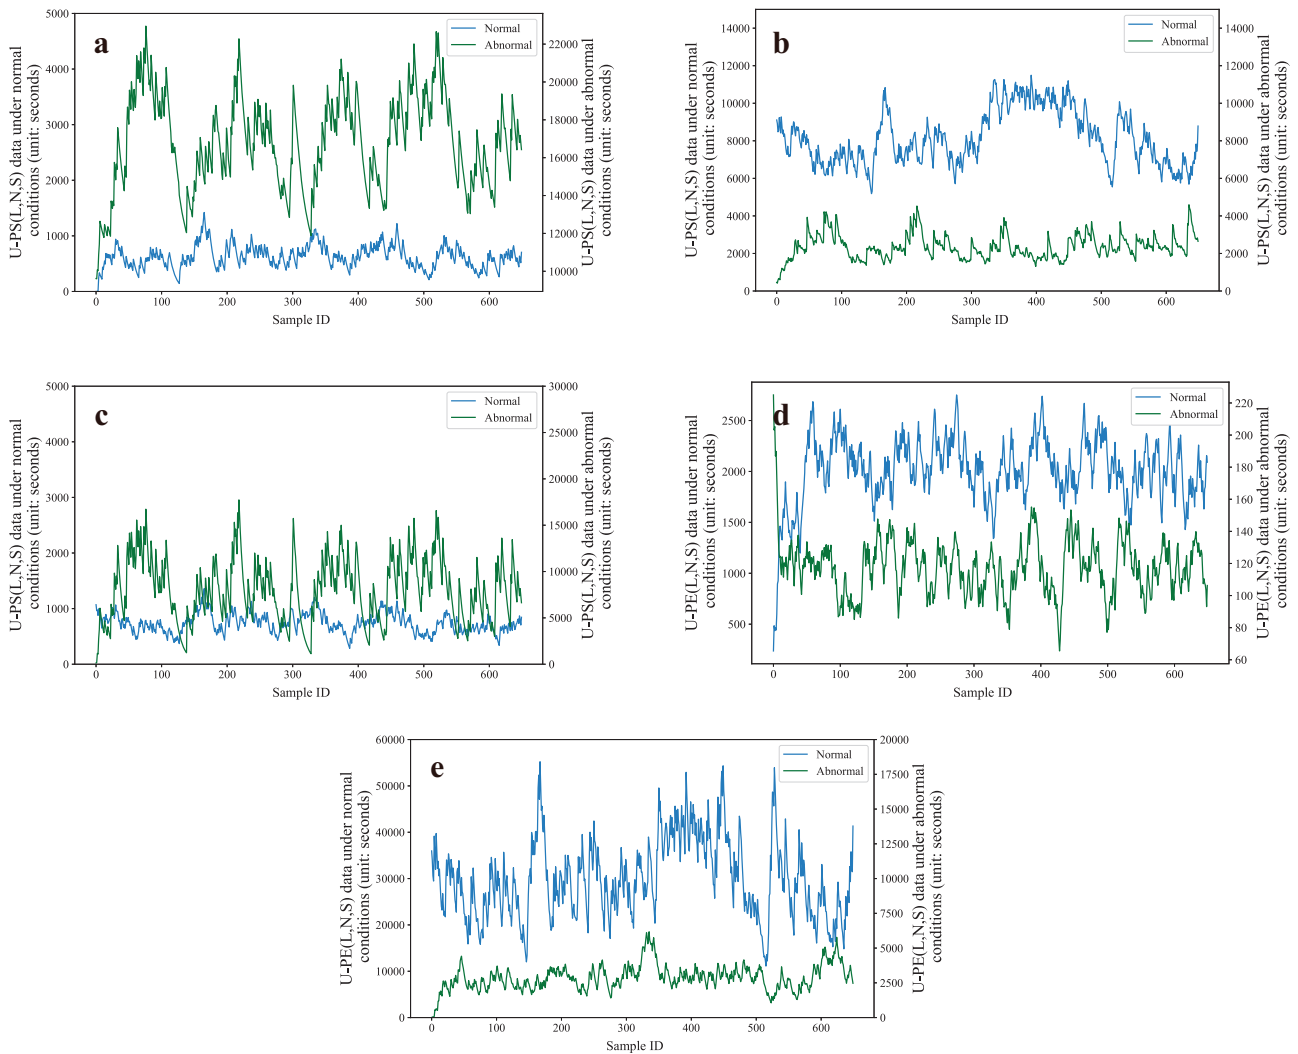 a
Normal
Abnormal
U-PS(L,N,S) data under normal
conditions (unit: seconds)
5000
4000
3000
2000
1000
0
22000
20000
18000
16000
14000
12000
10000
U-PS(L,N,S) data under abnormal
conditions (unit: seconds)
0 100 200 300 400 500 600
Sample ID
b
Normal
Abnormal
U-PS(L,N,S) data under normal
conditions (unit: seconds)
14000
12000
10000
8000
6000
4000
2000
0
14000
12000
10000
8000
6000
4000
2000
0
U-PS(L,N,S) data under abnormal
conditions (unit: seconds)
0 100 200 300 400 500 600
Sample ID
c
Normal
Abnormal
U-PS(L,N,S) data under normal
conditions (unit: seconds)
5000
4000
3000
2000
1000
0
30000
25000
20000
15000
10000
5000
0
U-PS(L,N,S) data under abnormal
conditions (unit: seconds)
0 100 200 300 400 500 600
Sample ID
d
Normal
Abnormal
U-PE(L,N,S) data under normal
conditions (unit: seconds)
2500
2000
1500
1000
500
220
200
180
160
140
120
100
80
60
U-PE(L,N,S) data under abnormal
conditions (unit: seconds)
0 100 200 300 400 500 600
Sample ID
e
Normal
Abnormal
U-PE(L,N,S) data under normal
conditions (unit: seconds)
60000
50000
40000
30000
20000
10000
0
20000
17500
15000
12500
10000
7500
5000
2500
0
U-PE(L,N,S) data under abnormal
conditions (unit: seconds)
0 100 200 300 400 500 600
Sample ID